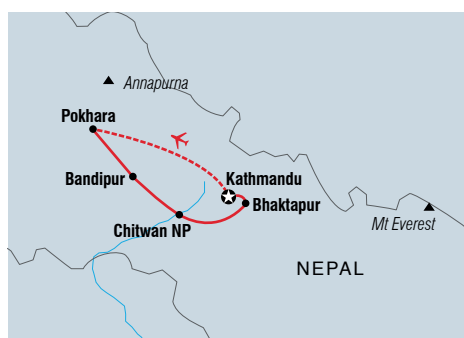 Annapurna
Pokhara
Bandipur
Kathmandu
Bhaktapur
Chitwan NP
Mt Everest
NEPAL